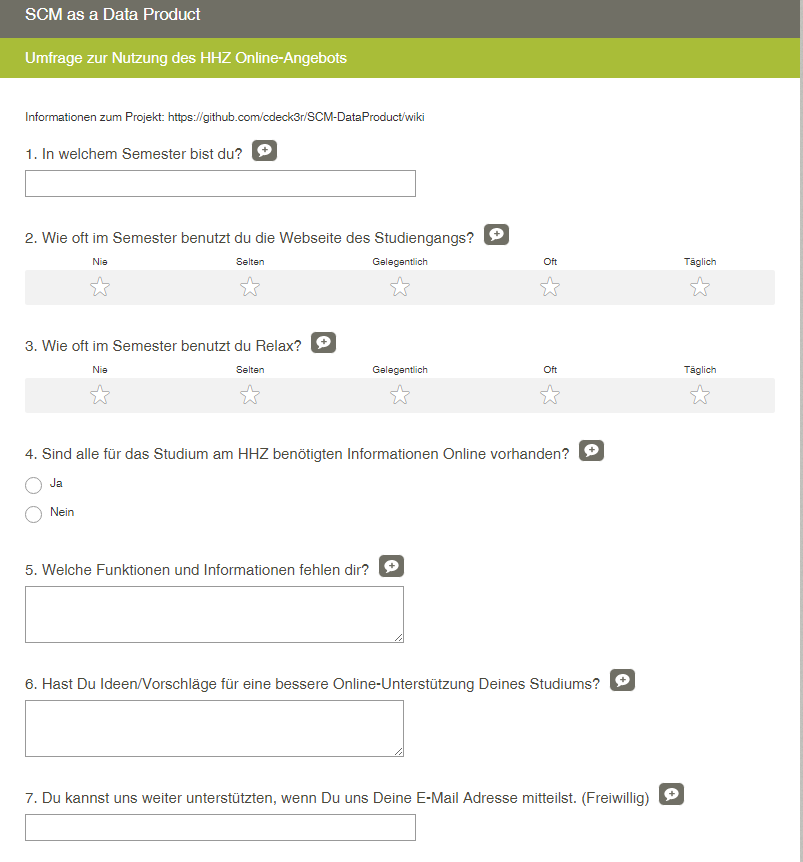 SCM as a Data Product
Umfrage zur Nutzung des HHZ Online-Angebots
Informationen zum Projekt: https://github.com/cdeck3r/SCM-DataProduct/wiki
1. In welchem Semester bist du?
2. Wie oft im Semester benutzt du die Webseite des Studiengangs?
Nie Selten Gelegentlich Oft Täglich
3. Wie oft im Semester benutzt du Relax?
Nie Selten Gelegentlich Oft Täglich
4. Sind alle für das Studium am HHZ benötigten Informationen Online vorhanden?
Ja
Nein
5. Welche Funktionen und Informationen fehlen dir?
6. Hast Du Ideen/Vorschläge für eine bessere Online-Unterstützung Deines Studiums?
7. Du kannst uns weiter unterstützten, wenn Du uns Deine E-Mail Adresse mitteilst. (Freiwillig)